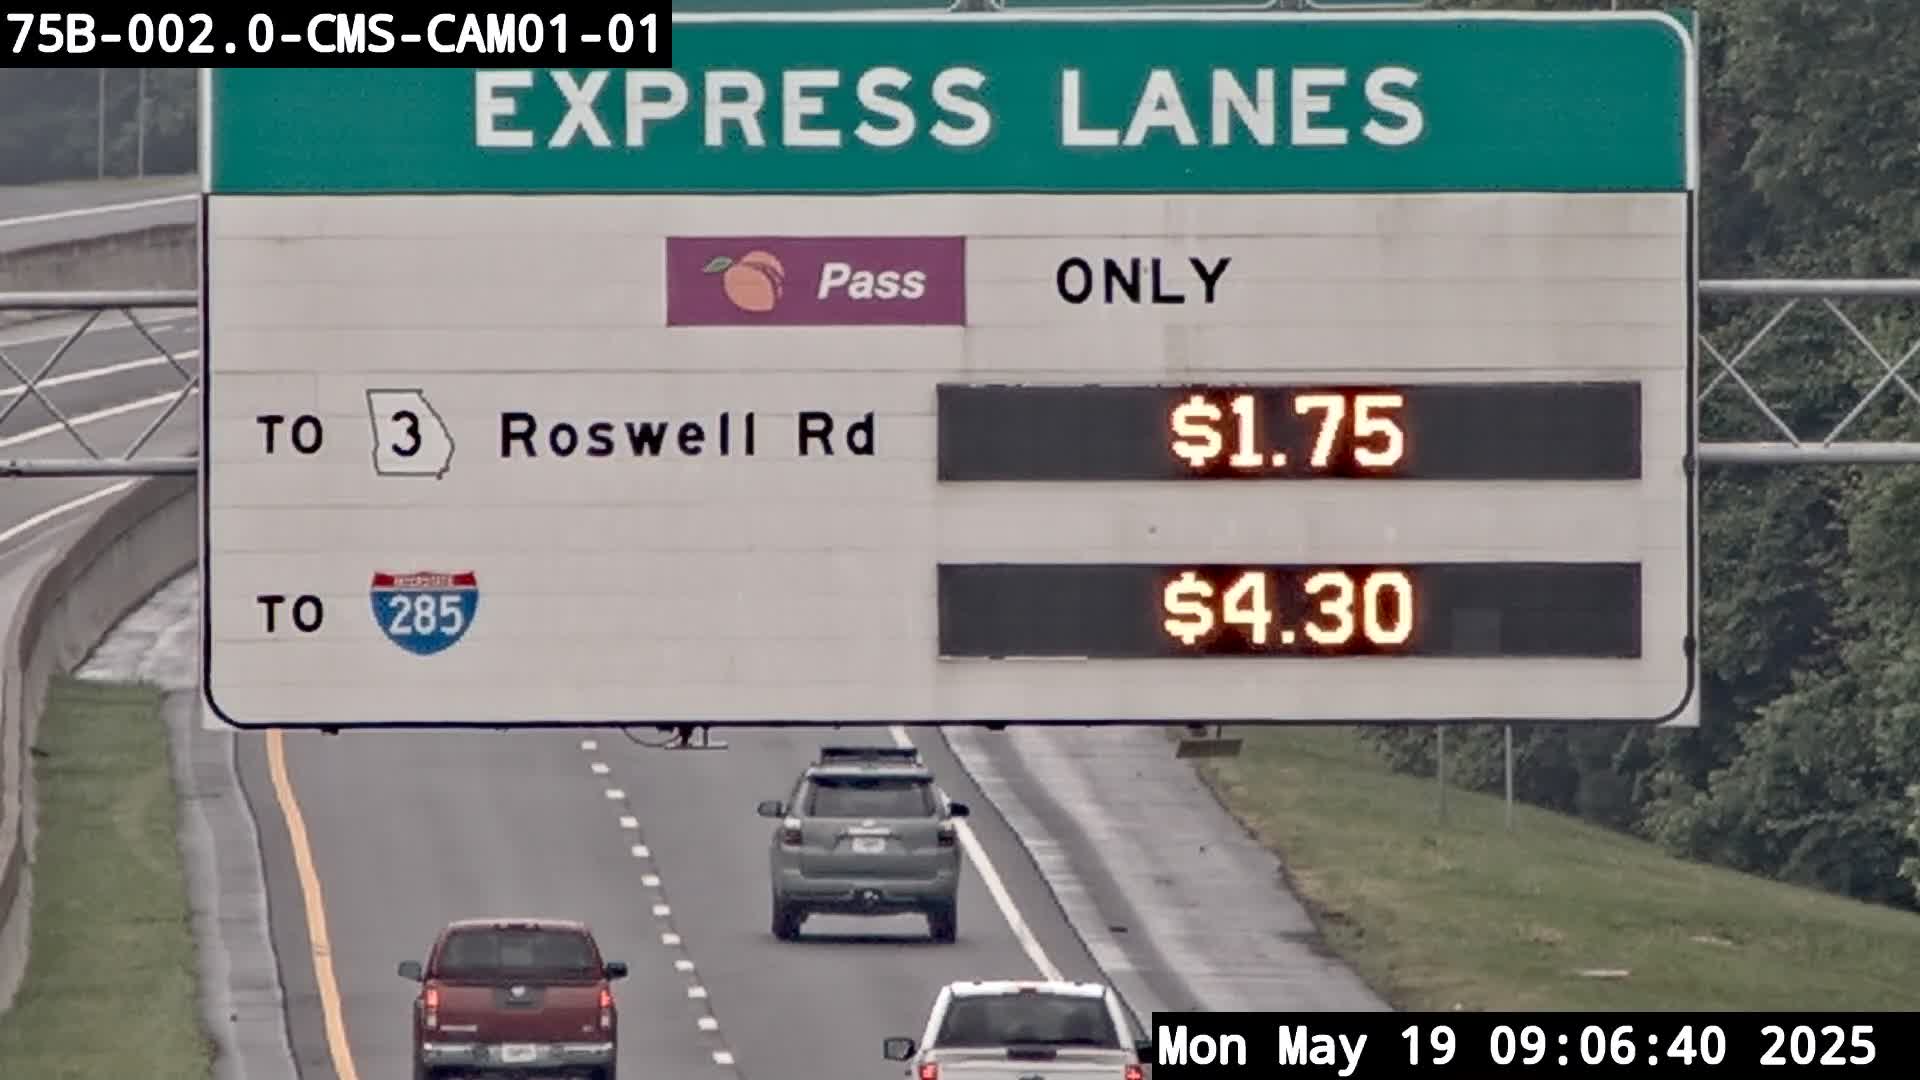 75B-002.0-CMS-CAM01-01
EXPRESS LANES
Pass ONLY
TO 3 Roswell Rd $1.75
INTERSTATE
TO 285 $4.30
Mon May 19 09:06:40 2025